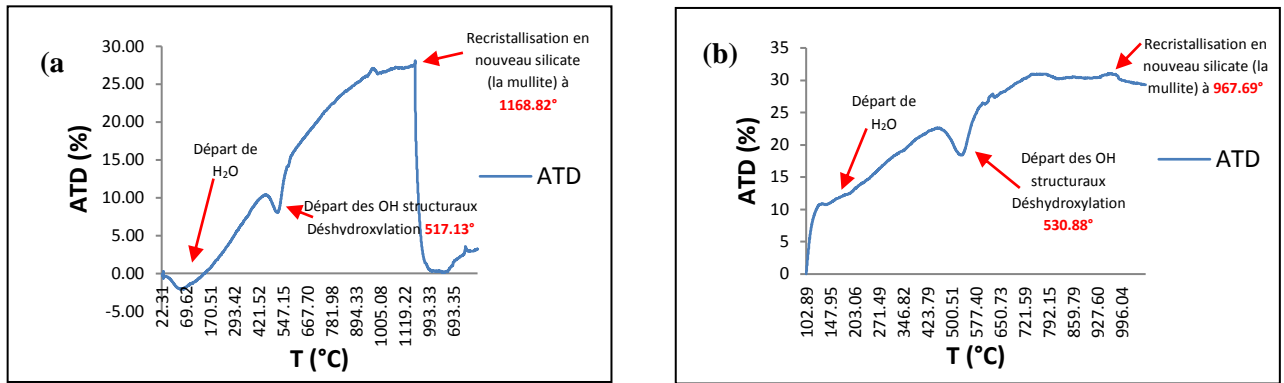 (a
30.00
25.00
20.00
15.00
10.00
5.00
0.00
-5.00
ATD (%)
Départ de
H₂O
Recristallisation en
nouveau silicate
(la mullite) à
1168.82°
ATD
Départ des OH structuraux
Déshydroxylation 517.13°
22.31
69.62
170.51
293.42
421.52
547.15
667.70
781.98
894.33
1005.08
1119.22
993.33
693.35
T (°C)
(b)
35
30
25
20
15
10
5
0
ATD (%)
Départ de
H₂O
Recristallisation en
nouveau silicate (la
mullite) à 967.69°
ATD
Départ des OH
structuraux
Déshydroxylation
530.88°
102.89
147.95
203.06
271.49
346.82
423.79
500.51
577.40
650.73
721.59
792.15
859.79
927.60
996.04
T (°C)